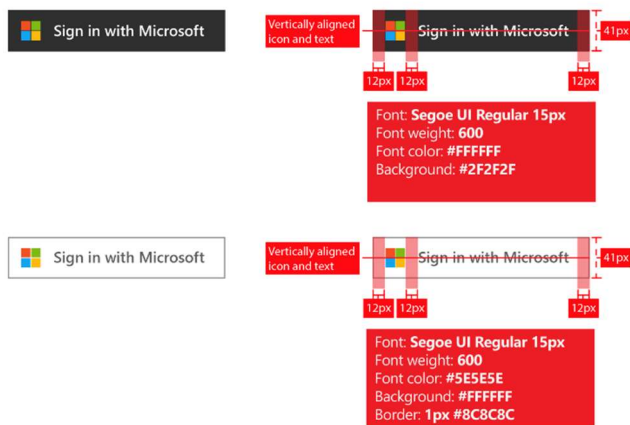 Sign in with Microsoft
Vertically aligned
icon and text
Sign in with Microsoft
41px
12px
12px
12px
Font: Segoe UI Regular 15px
Font weight: 600
Font color: #FFFFFF
Background: #2F2F2F
Sign in with Microsoft
Vertically aligned
icon and text
Sign in with Microsoft
41px
12px
12px
12px
Font: Segoe UI Regular 15px
Font weight: 600
Font color: #5E5E5E
Background: #FFFFFF
Border: 1px #8C8C8C